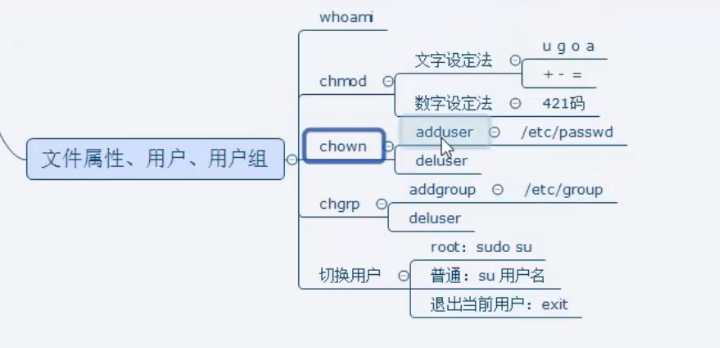 whoami
文字设定法
u g o a
+ - =
chmod
数字设定法
421码
文件属性、用户、用户组
chown
adduser
/etc/passwd
deluser
chgrp
addgroup
/etc/group
deluser
切换用户
root：sudo su
普通：su 用户名
退出当前用户：exit